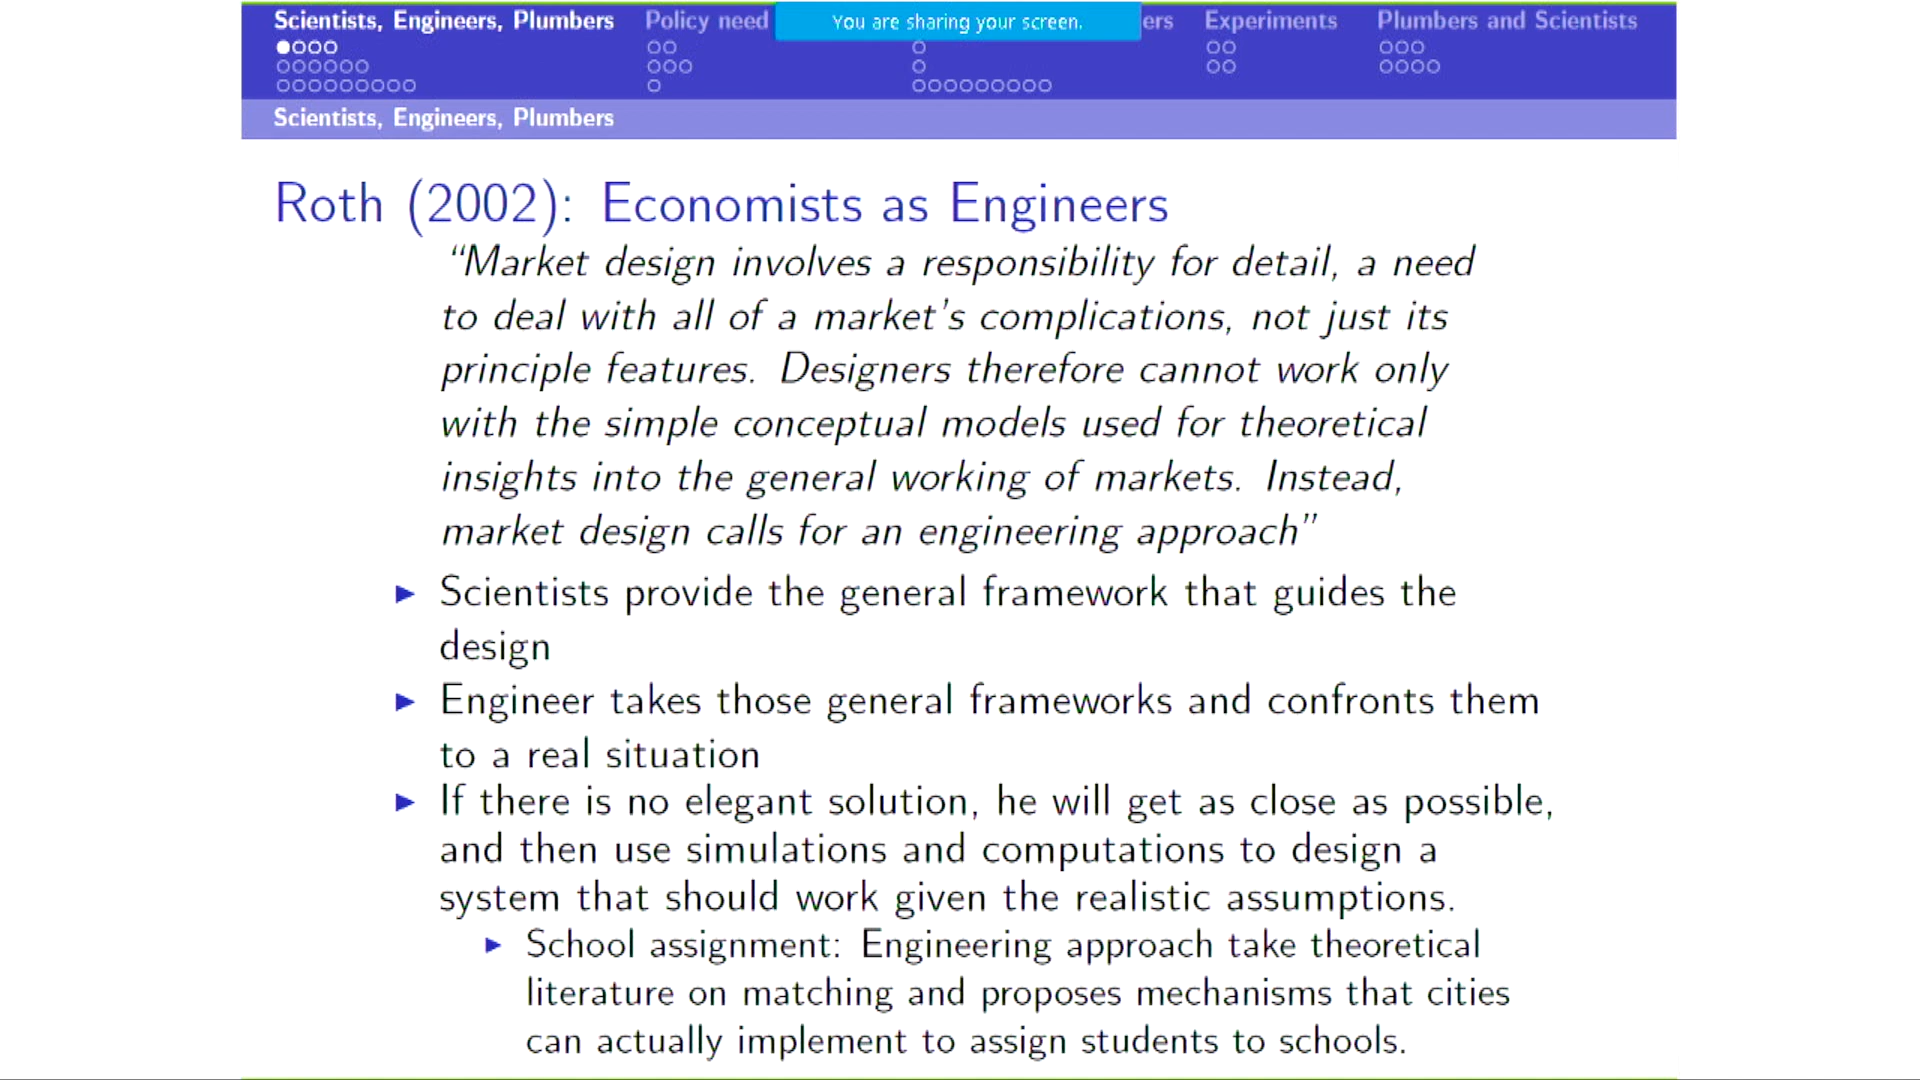 Scientists, Engineers, Plumbers Policy need You are sharing your screen. ers Experiments Plumbers and Scientists
Scientists, Engineers, Plumbers
Roth (2002): Economists as Engineers
“Market design involves a responsibility for detail, a need
to deal with all of a market’s complications, not just its
principle features. Designers therefore cannot work only
with the simple conceptual models used for theoretical
insights into the general working of markets. Instead,
market design calls for an engineering approach”
Scientists provide the general framework that guides the
design
Engineer takes those general frameworks and confronts them
to a real situation
If there is no elegant solution, he will get as close as possible,
and then use simulations and computations to design a
system that should work given the realistic assumptions.
School assignment: Engineering approach take theoretical
literature on matching and proposes mechanisms that cities
can actually implement to assign students to schools.